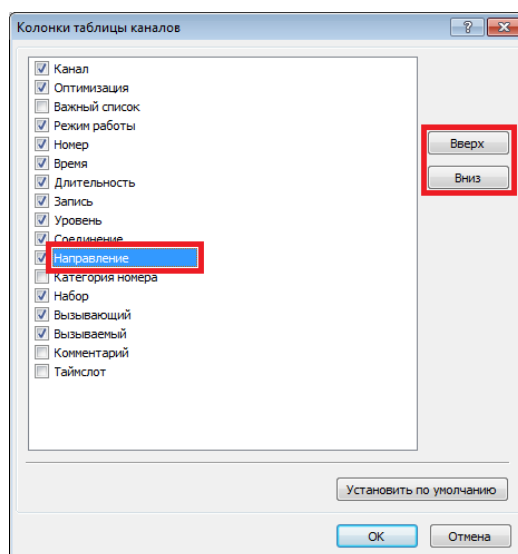 Колонки таблицы каналов
Канал
Оптимизация
Важный список
Режим работы
Номер
Время
Длительность
Запись
Уровень
Соединение
Направление
Категория номера
Набор
Вызывающий
Вызываемый
Комментарий
Таймслот
Вверх
Вниз
Установить по умолчанию
OK
Отмена